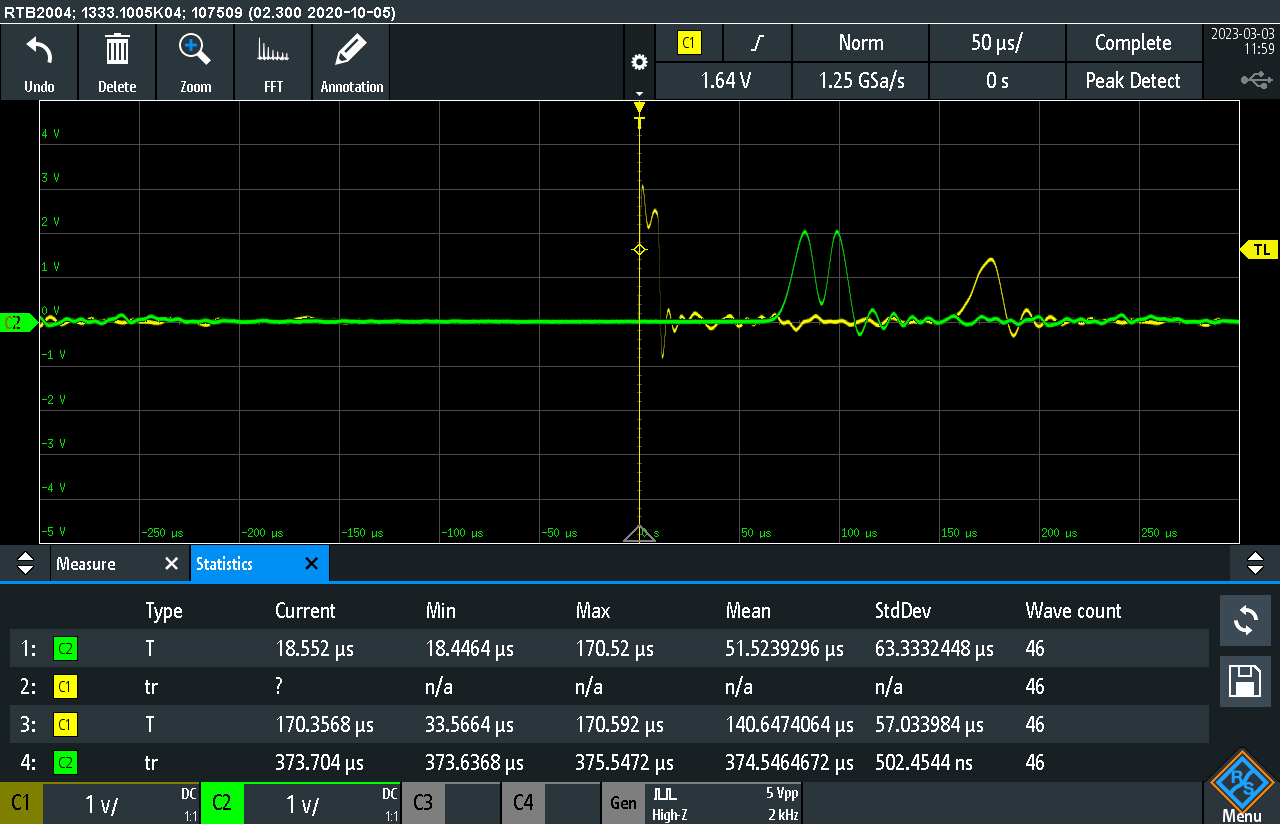 RTB2004; 1333.1005K04; 107509 (02.300 2020-10-05)
Undo Delete Zoom FFT Annotation
C1 Norm 50 µs/ Complete
1.64 V 1.25 GSa/s 0 s Peak Detect
2023-03-03
11:59
T
4 V
3 V
2 V
1 V
TL
0 V
C2
-1 V
-2 V
-3 V
-4 V
-5 V
-250 µs -200 µs -150 µs -100 µs -50 µs 0 s 50 µs 100 µs 150 µs 200 µs 250 µs
Measure Statistics
Type Current Min Max Mean StdDev Wave count
1: C2 T 18.552 µs 18.4464 µs 170.52 µs 51.5239296 µs 63.3332448 µs 46
2: C1 tr ? n/a n/a n/a n/a 46
3: C1 T 170.3568 µs 33.5664 µs 170.592 µs 140.6474064 µs 57.033984 µs 46
4: C2 tr 373.704 µs 373.6368 µs 375.5472 µs 374.5464672 µs 502.4544 ns 46
C1 1 V/ DC 1:1 C2 1 V/ DC 1:1 C3 C4 Gen High-Z 5 Vpp 2 kHz
R&S
Menu